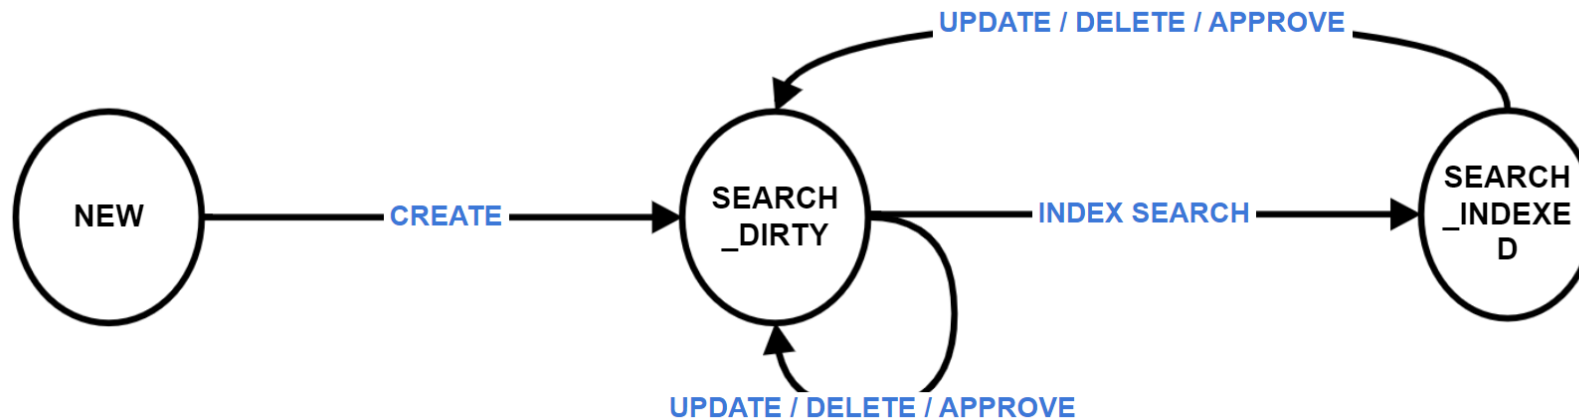 UPDATE / DELETE / APPROVE
NEW
CREATE
SEARCH
_DIRTY
INDEX SEARCH
SEARCH
_INDEXE
D
UPDATE / DELETE / APPROVE